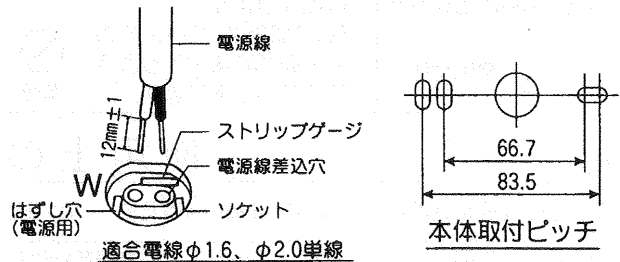 電源線
12mm±1
ストリップゲージ
電源線差込穴
W
はずし穴
(電源用)
ソケット
適合電線φ1.6、φ2.0単線
66.7
83.5
本体取付ピッチ